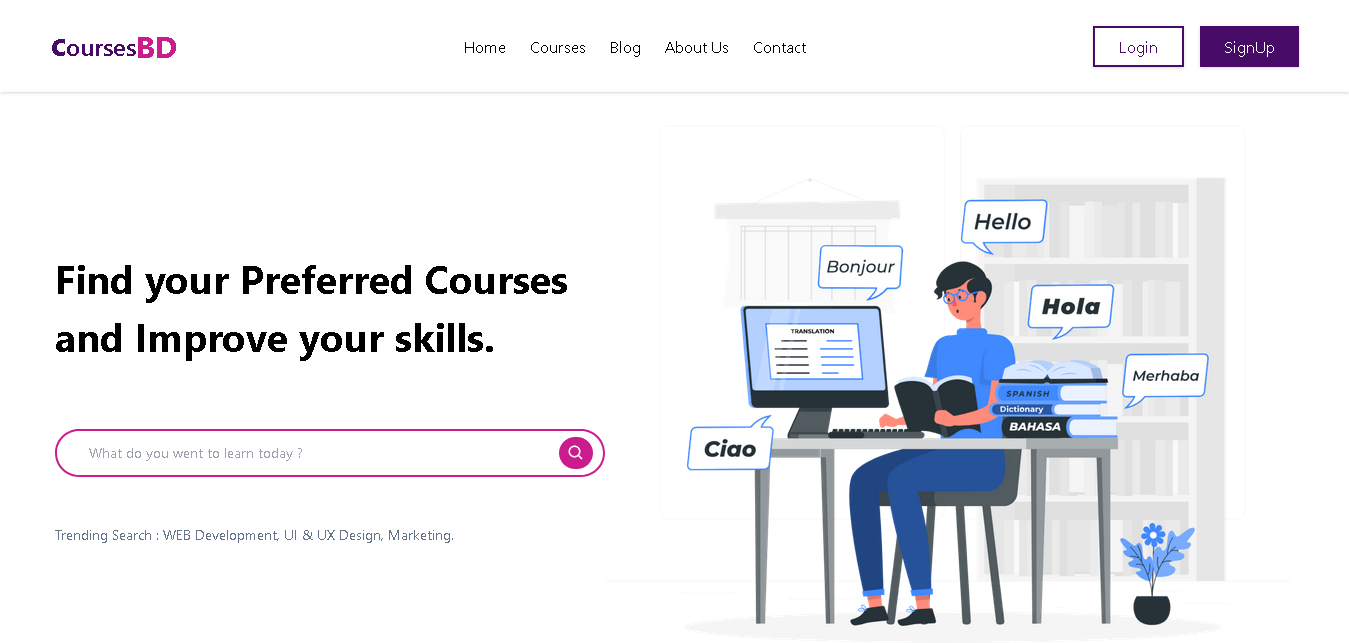 CoursesBD
Home
Courses
Blog
About Us
Contact
Login
SignUp
Find your Preferred Courses
and Improve your skills.
What do you went to learn today ?
Trending Search : WEB Development, UI & UX Design, Marketing.
Hello
Bonjour
Hola
TRANSLATION
Merhaba
SPANISH
Dictionary
BAHASA
Ciao